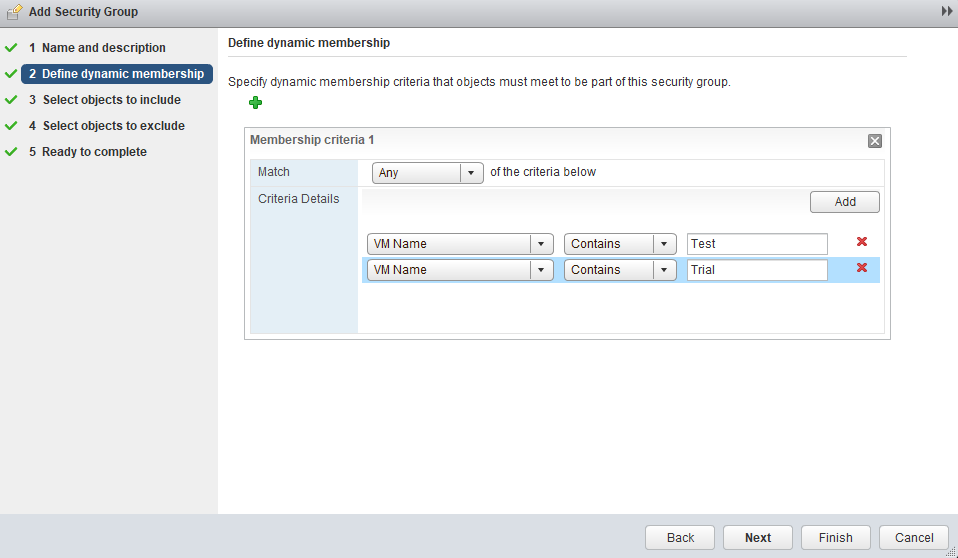 Add Security Group
1 Name and description
2 Define dynamic membership
3 Select objects to include
4 Select objects to exclude
5 Ready to complete
Define dynamic membership
Specify dynamic membership criteria that objects must meet to be part of this security group.
Membership criteria 1
Match Any of the criteria below
Criteria Details
Add
VM Name Contains Test
VM Name Contains Trial
Back Next Finish Cancel